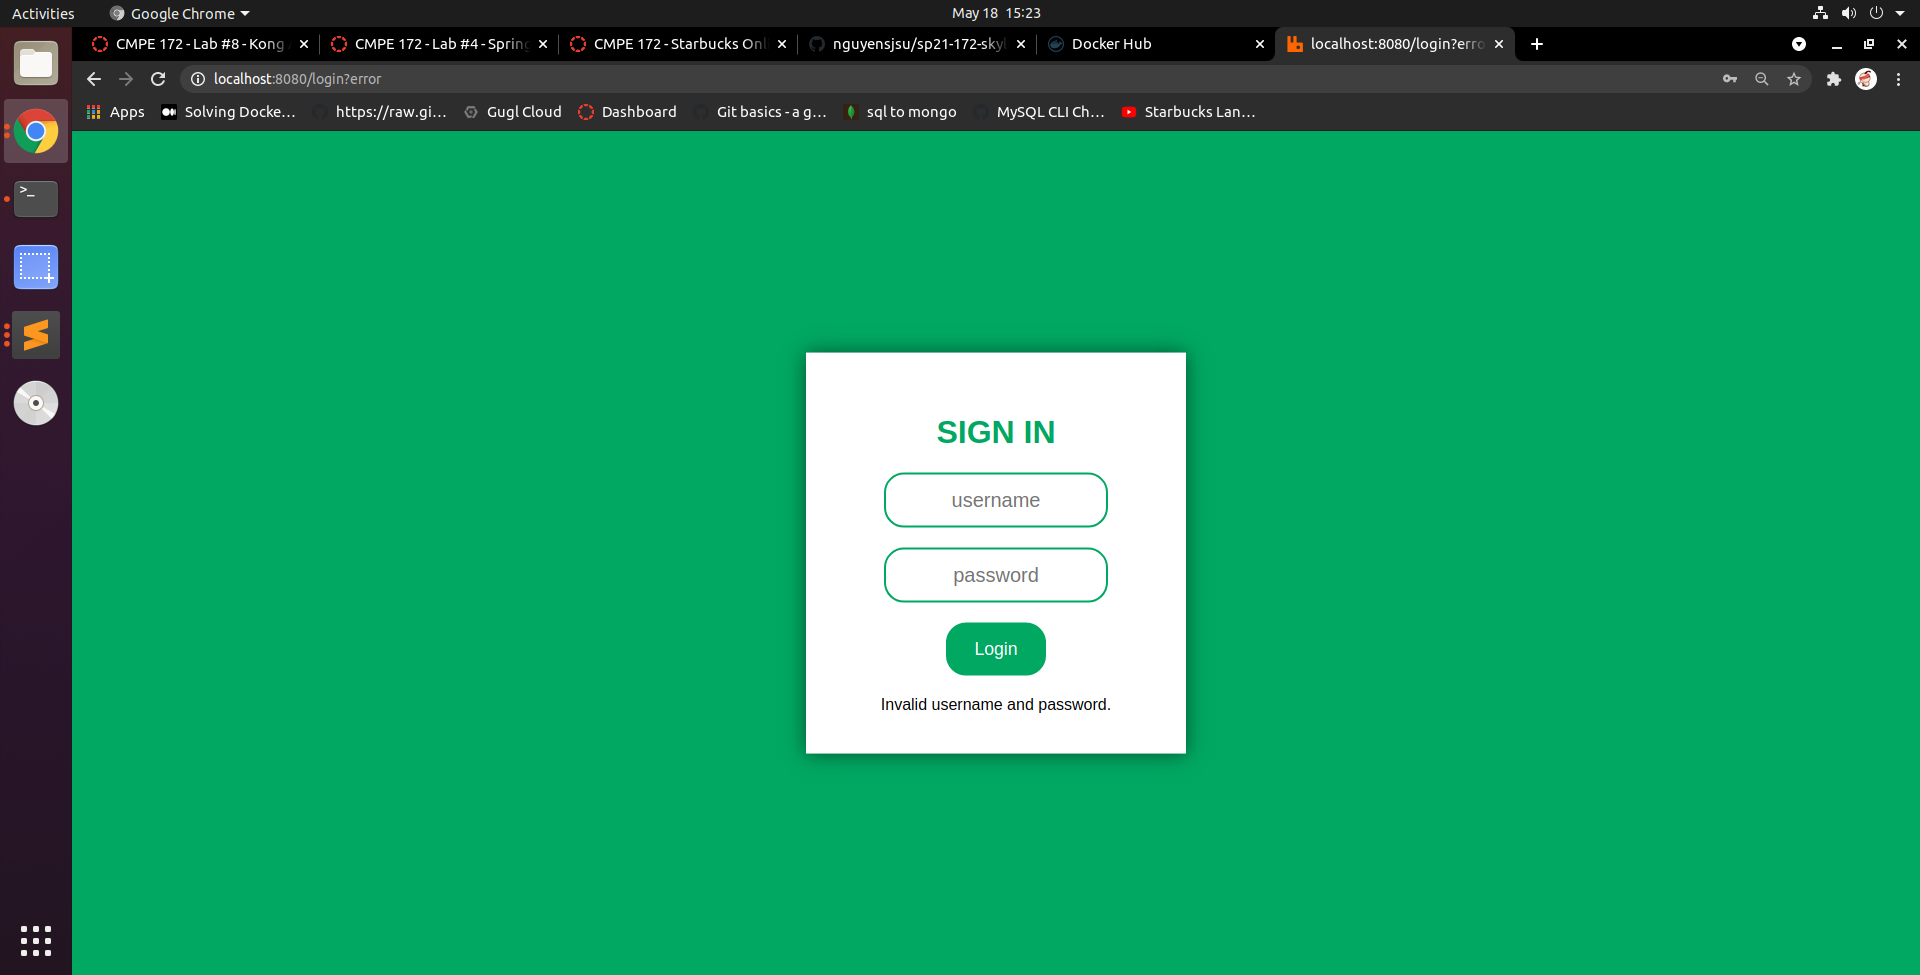 Activities
Google Chrome
May 18 15:23
CMPE 172 - Lab #8 - Kong
CMPE 172 - Lab #4 - Spring
CMPE 172 - Starbucks Onl
nguyensjsu/sp21-172-sky
Docker Hub
localhost:8080/login?erro
localhost:8080/login?error
Apps
Solving Docke...
https://raw.gi...
Gugl Cloud
Dashboard
Git basics - a g...
sql to mongo
MySQL CLI Ch...
Starbucks Lan...
SIGN IN
username
password
Login
Invalid username and password.